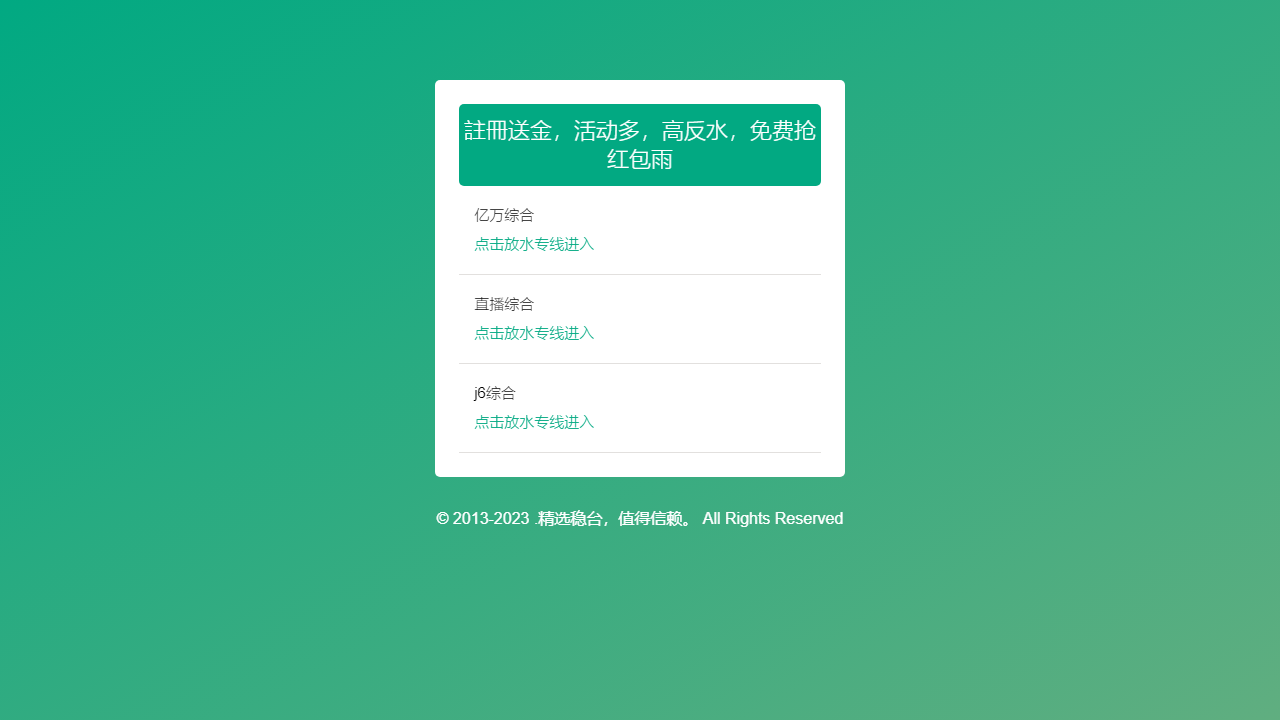 註冊送金，活动多，高反水，免费抢
红包雨
亿万综合
点击放水专线进入
直播综合
点击放水专线进入
j6综合
点击放水专线进入
© 2013-2023 .精选稳台，值得信赖。 All Rights Reserved